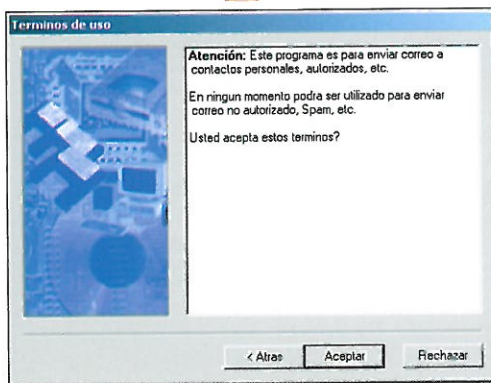 Terminos de uso
Atención: Este programa es para enviar correo a
contactos personales, autorizados, etc.
En ningun momento podra ser utilizado para enviar
correo no autorizado, Spam, etc.
Usted acepta estos terminos?
< Atras Aceptar Rechazar